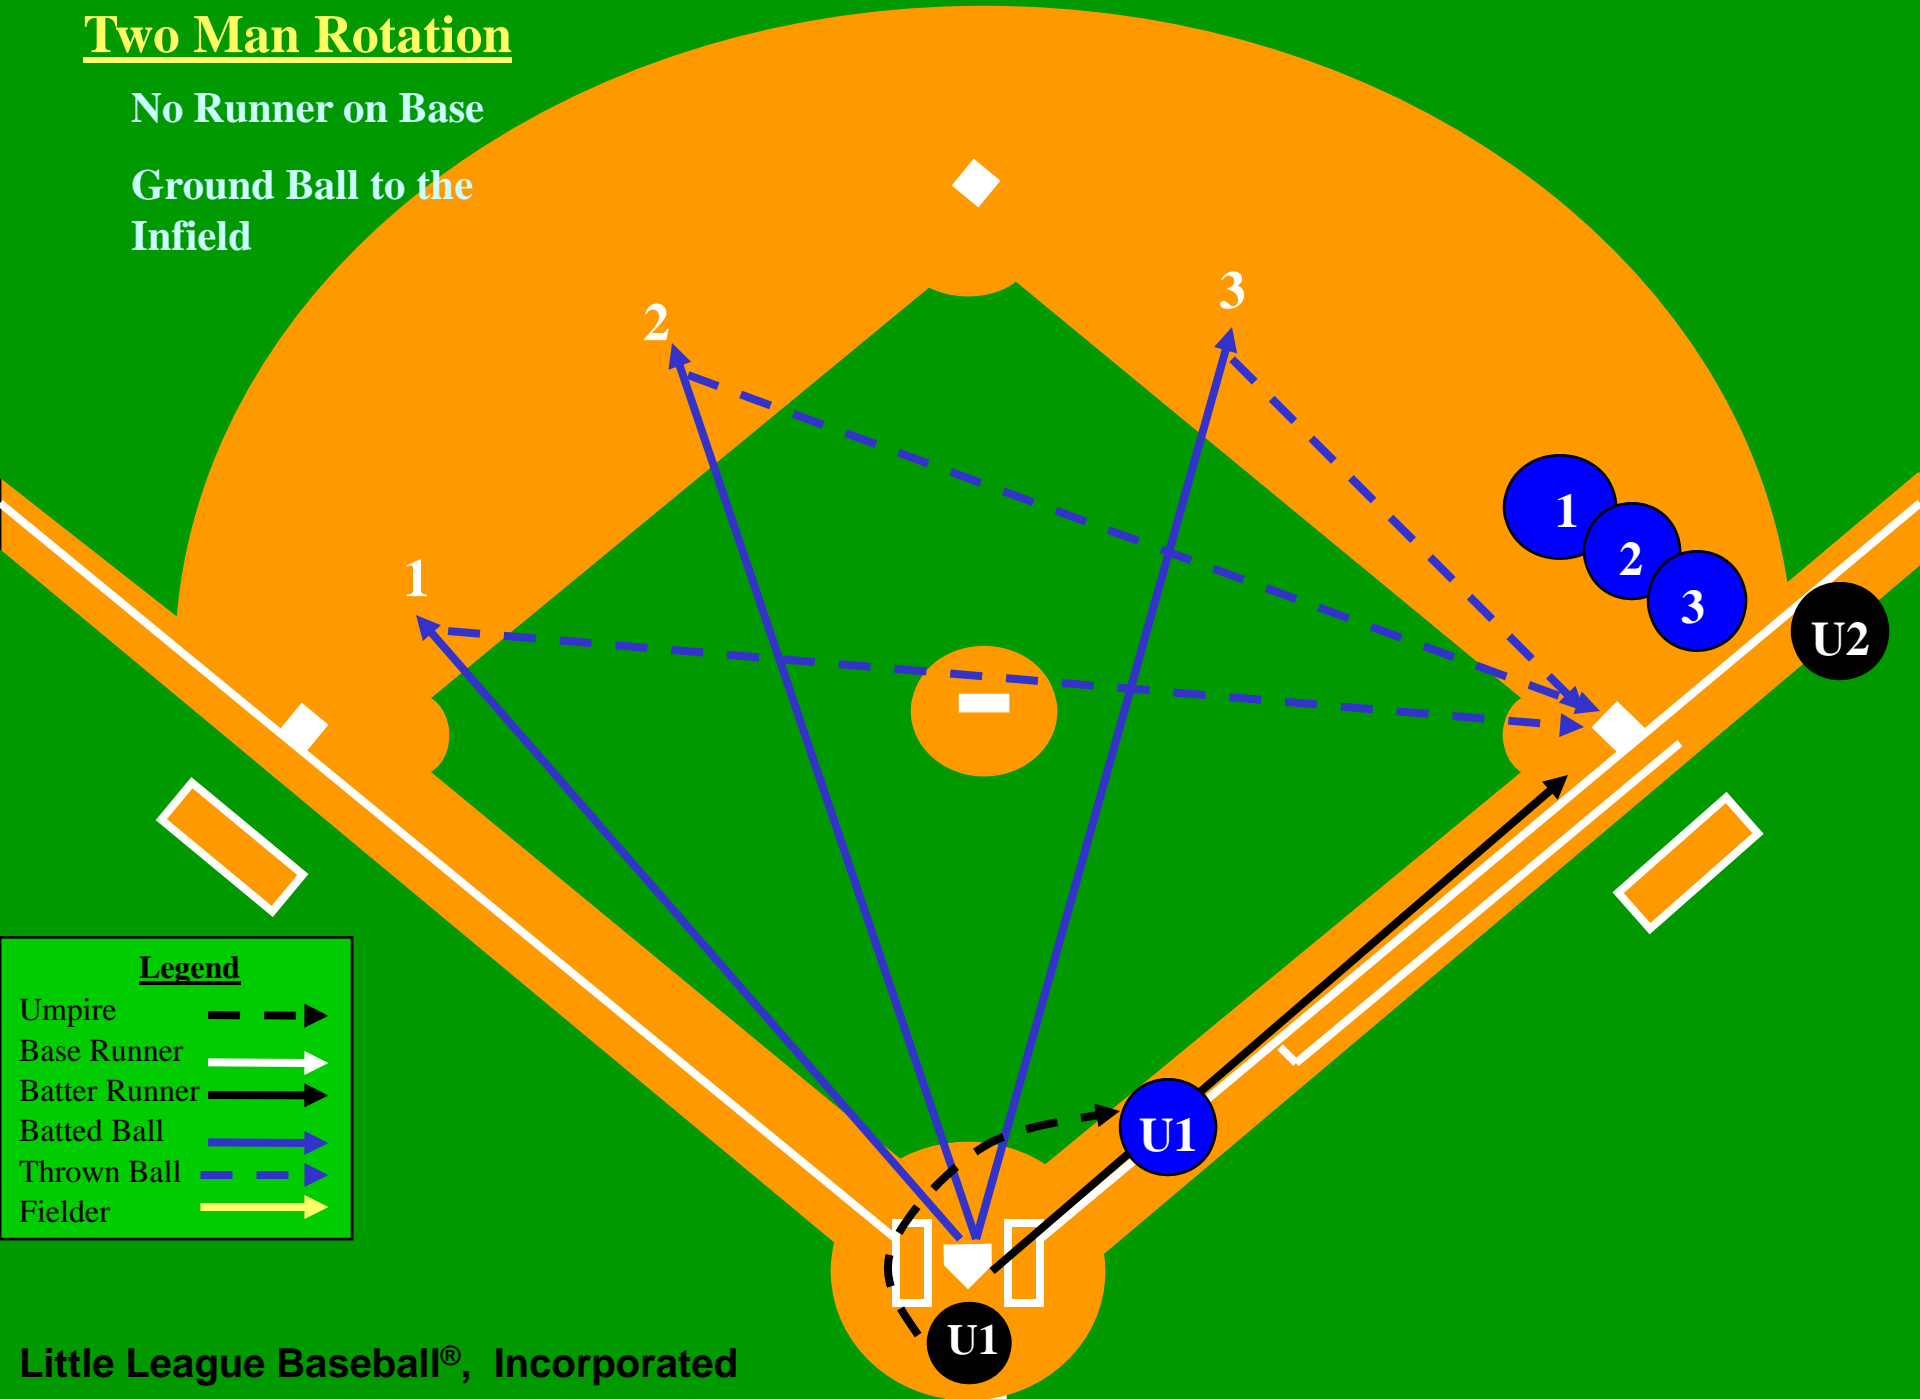 Two Man Rotation
No Runner on Base
Ground Ball to the
Infield
3
2
1
1
2
3
U2
U1
U1
Legend
Umpire
Base Runner
Batter Runner
Batted Ball
Thrown Ball
Fielder
Little League Baseball®, Incorporated